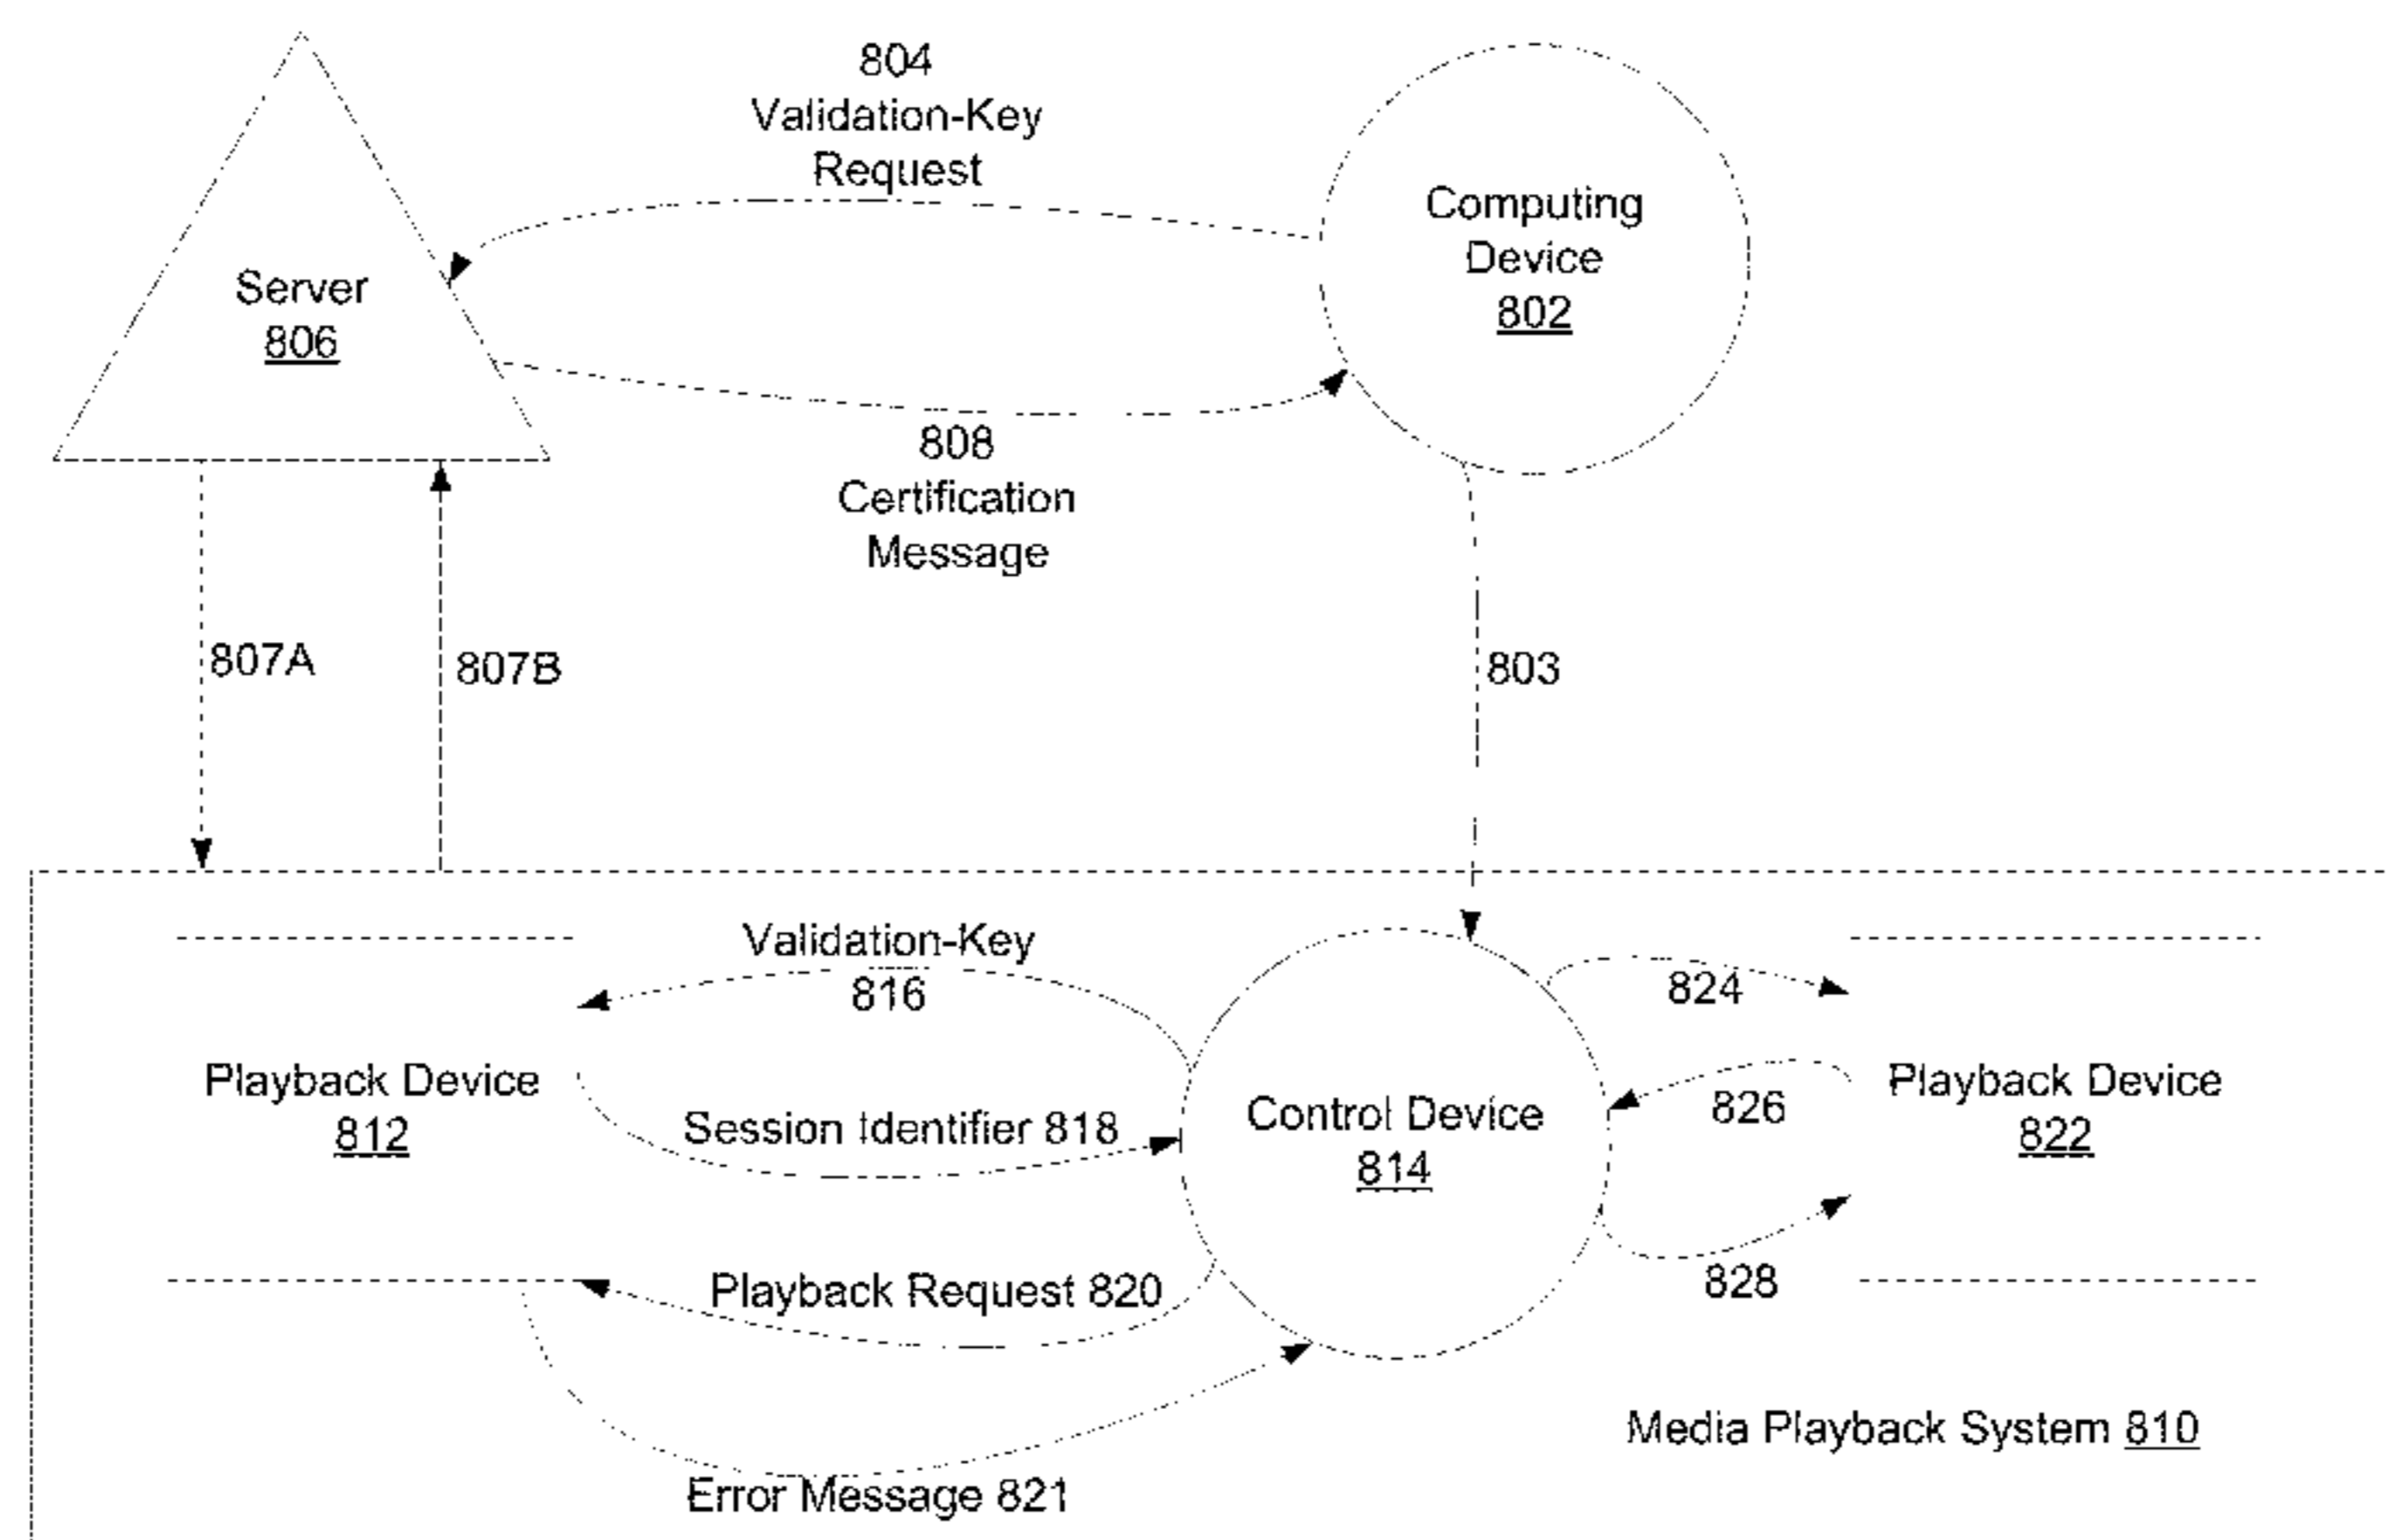 804
Validation-Key
Request
Computing
Device
802
Server
806
808
Certification
Message
807A
807B
803
Validation-Key
816
824
Playback Device
812
Session Identifier 818
Control Device
814
826
Playback Device
822
Playback Request 820
828
Media Playback System 810
Error Message 821